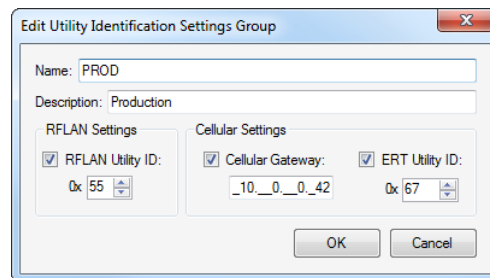 Edit Utility Identification Settings Group
Name: PROD
Description: Production
RFLAN Settings
RFLAN Utility ID:
0x 55
Cellular Settings
Cellular Gateway:
_10.__0.__0._42
ERT Utility ID:
0x 67
OK
Cancel